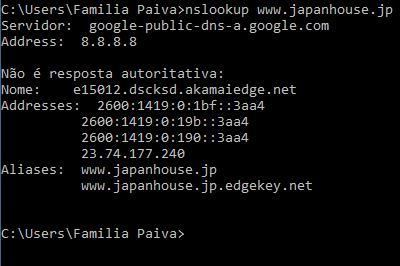 C:\Users\Familia Paiva>nslookup www.japanhouse.jp
Servidor:  google-public-dns-a.google.com
Address:  8.8.8.8

Não é resposta autoritativa:
Nome:    e15012.dscksd.akamaiedge.net
Addresses:  2600:1419:0:1bf::3aa4
          2600:1419:0:19b::3aa4
          2600:1419:0:190::3aa4
          23.74.177.240
Aliases:  www.japanhouse.jp
          www.japanhouse.jp.edgekey.net

C:\Users\Familia Paiva>